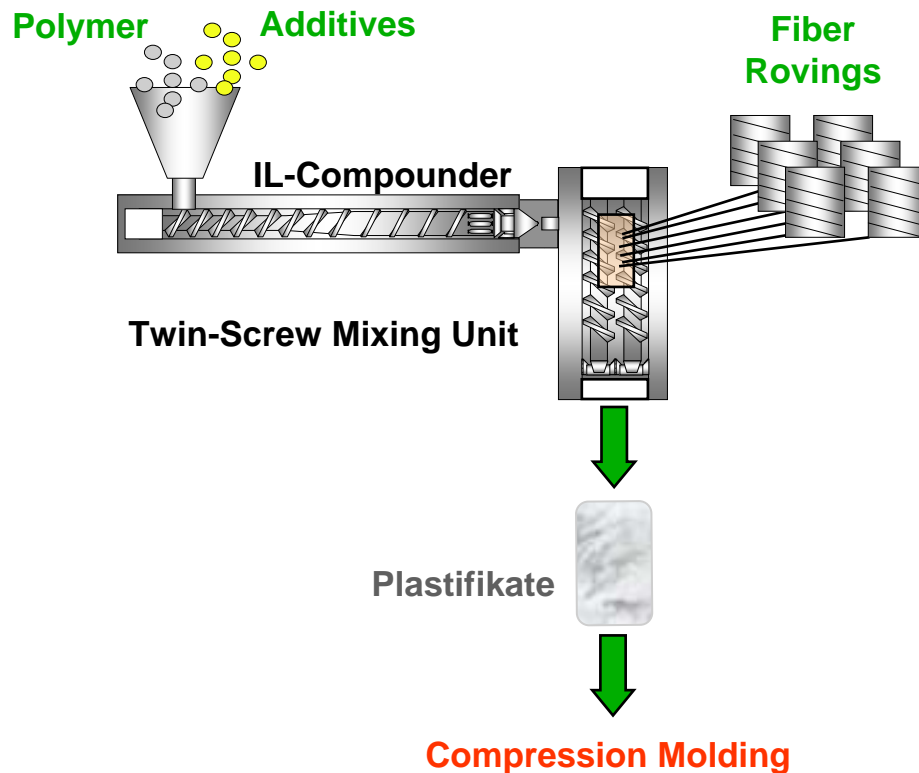 Polymer
Additives
Fiber
Rovings
IL-Compounder
Twin-Screw Mixing Unit
Plastifikate
Compression Molding